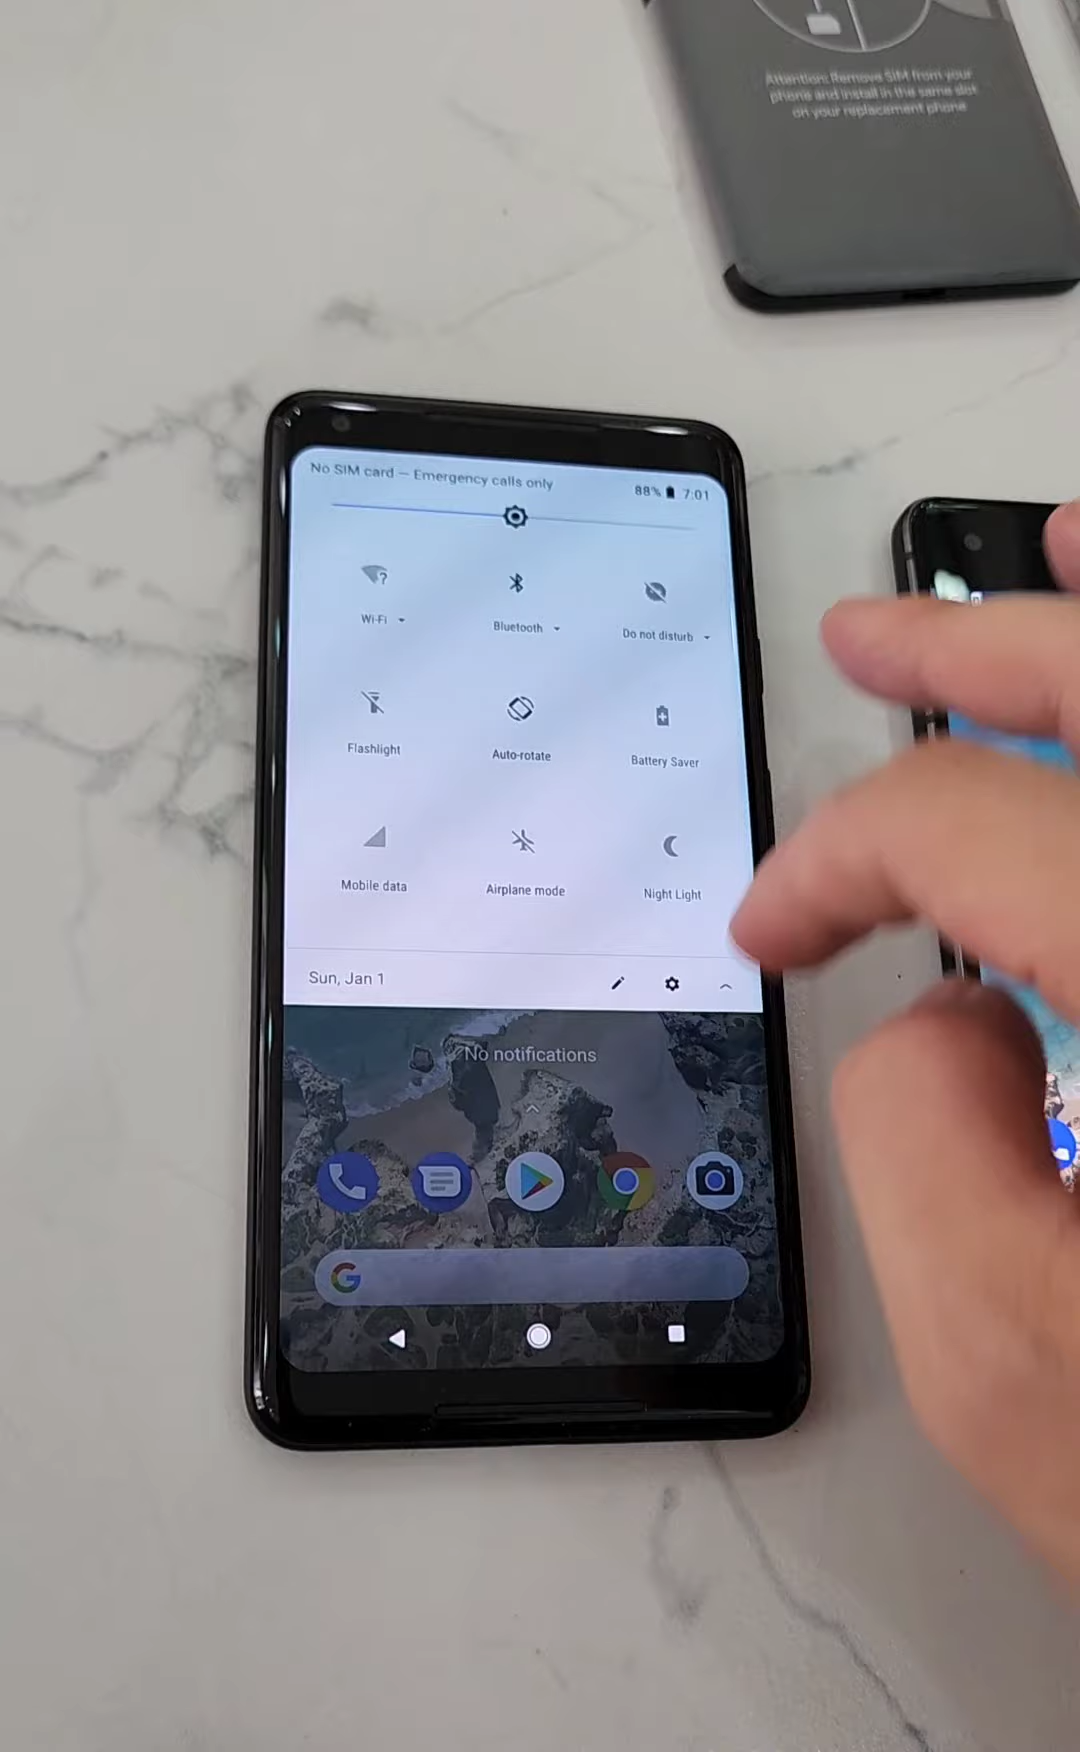 Attention: Remove SIM from your
phone and install in the same slot
on your replacement phone
No SIM card — Emergency calls only
88% 7:01
Wi-Fi
Bluetooth
Do not disturb
Flashlight
Auto-rotate
Battery Saver
Mobile data
Airplane mode
Night Light
Sun, Jan 1
No notifications
G